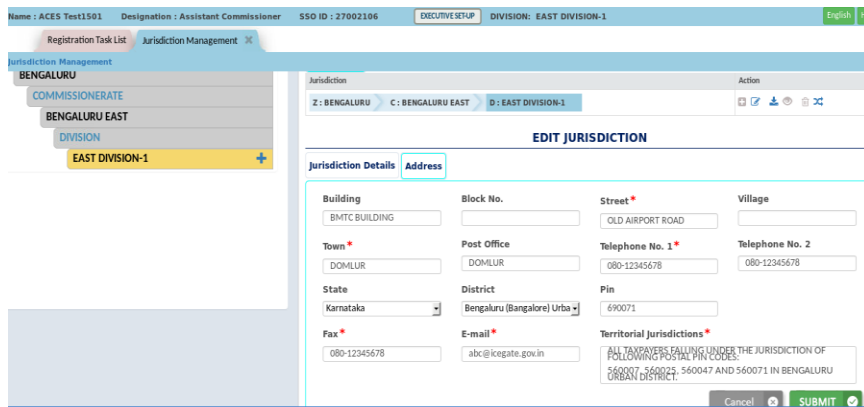 Name : ACES Test1501 Designation : Assistant Commissioner SSO ID : 27002106 EXECUTIVE SET-UP DIVISION: EAST DIVISION-1 English
Registration Task List Jurisdiction Management
Jurisdiction Management
BENGALURU
COMMISSIONERATE
BENGALURU EAST
DIVISION
EAST DIVISION-1
Jurisdiction Action
Z : BENGALURU C : BENGALURU EAST D : EAST DIVISION-1
EDIT JURISDICTION
Jurisdiction Details Address
Building Block No. Street* Village
BMTC BUILDING OLD AIRPORT ROAD
Town* Post Office Telephone No. 1* Telephone No. 2
DOMLUR DOMLUR 080-12345678 080-12345678
State District Pin
Karnataka Bengaluru (Bangalore) Urba 690071
Fax* E-mail* Territorial Jurisdictions*
080-12345678 abc@icegate.gov.in
ALL TAXPAYERS FALLING UNDER THE JURISDICTION OF
FOLLOWING POSTAL PIN CODES:
560007, 560025, 560047 AND 560071 IN BENGALURU
URBAN DISTRICT.
Cancel SUBMIT